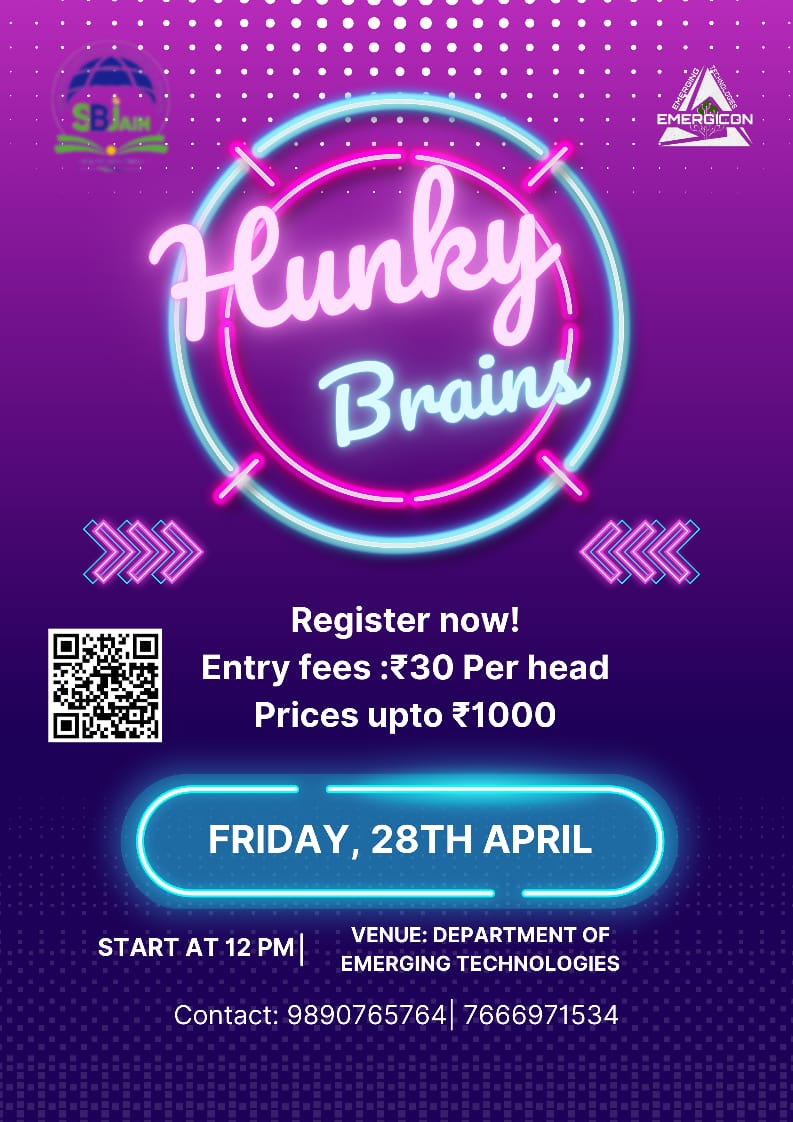 SBJAIN
EMERGING TECHNOLOGIES
EMERGICON
Hunky
Brains
Register now!
Entry fees :₹30 Per head
Prices upto ₹1000
FRIDAY, 28TH APRIL
START AT 12 PM|
VENUE: DEPARTMENT OF
EMERGING TECHNOLOGIES
Contact: 9890765764| 7666971534